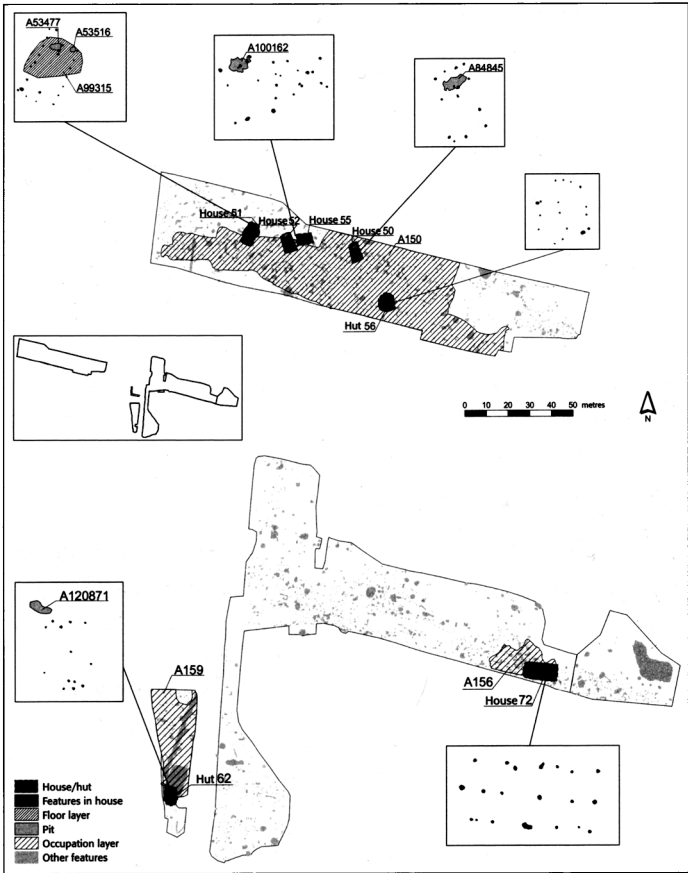 A53477
A53516
A99315
A100162
A84845
House 51
House 52
House 55
House 50
A150
Hut 56
0 10 20 30 40 50 metres
N
A120871
A159
Hut 62
A156
House 72
House/hut
Features in house
Floor layer
Pit
Occupation layer
Other features